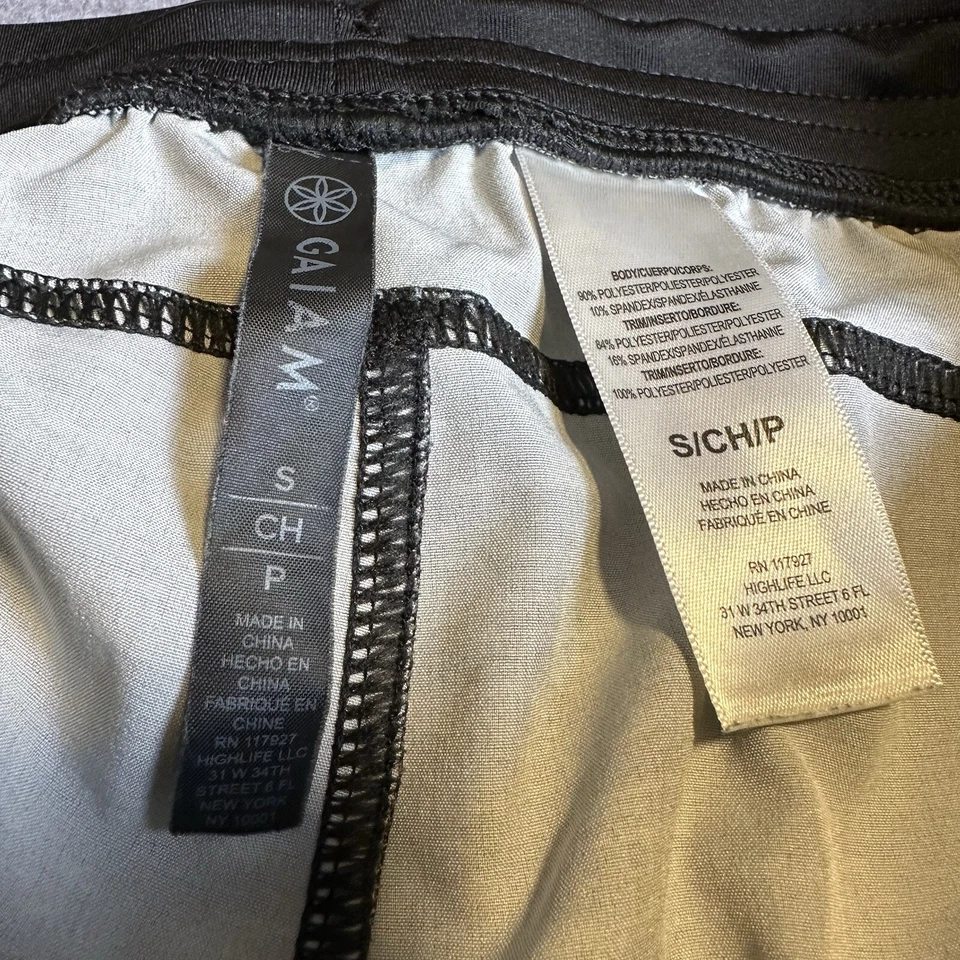 GAIAM®
S
CH
P
MADE IN
CHINA
HECHO EN
CHINA
FABRIQUÉ EN
CHINE
RN 117927
HIGHLIFE LLC
31 W 34TH
STREET 6 FL
NEW YORK
NY 10001
BODY/CUERPO/CORPS:
90% POLYESTER/POLIESTER/POLYESTER
10% SPANDEX/SPANDEX/ÉLASTHANNE
TRIM/INSERTO/BORDURE:
84% POLYESTER/POLIESTER/POLYESTER
16% SPANDEX/SPANDEX/ÉLASTHANNE
TRIM/INSERTO/BORDURE:
100% POLYESTER/POLIESTER/POLYESTER
S/CH/P
MADE IN CHINA
HECHO EN CHINA
FABRIQUÉ EN CHINE
RN 117927
HIGHLIFE LLC
31 W 34TH STREET 6 FL
NEW YORK, NY 10001